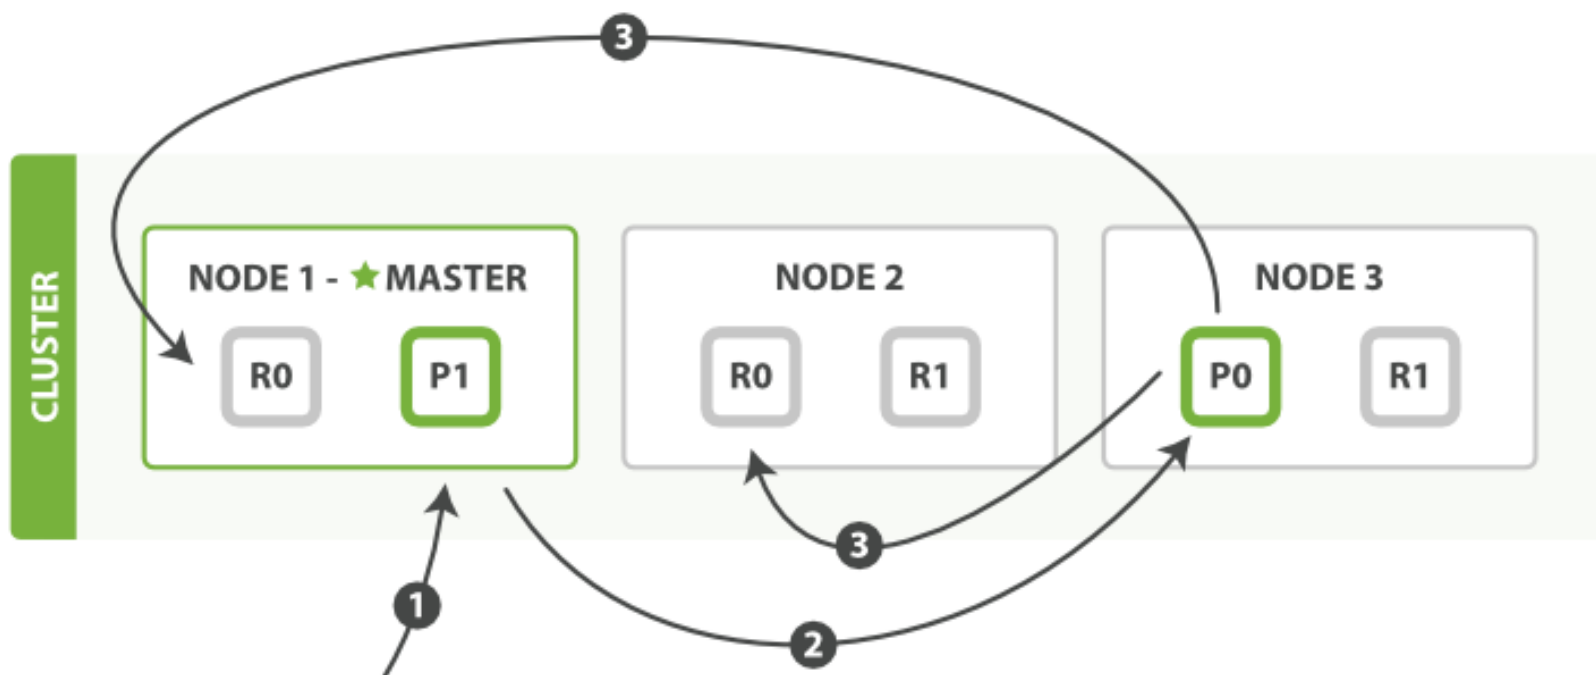 3
CLUSTER
NODE 1 - ★MASTER
R0
P1
NODE 2
R0
R1
NODE 3
P0
R1
3
1
2